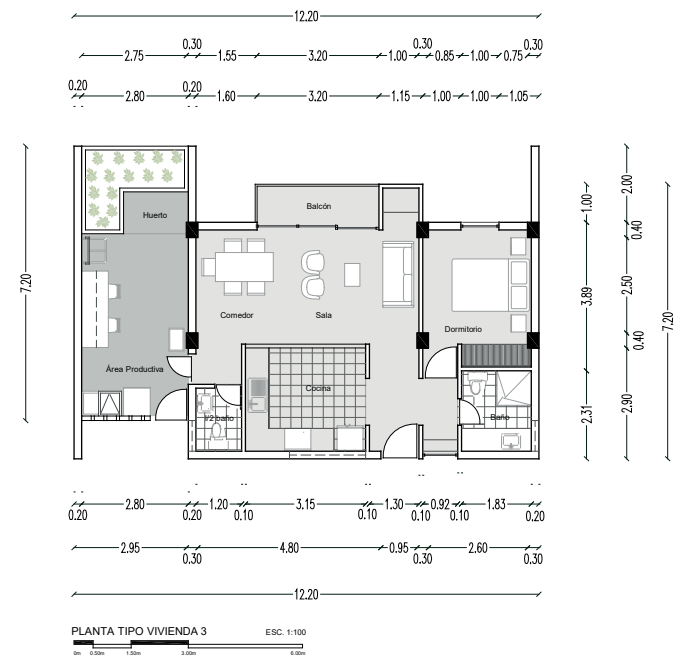 12.20
0.30 0.30 0.30
2.75 1.55 3.20 1.00 0.85 1.00 0.75
0.20 0.20
2.80 1.60 3.20 1.15 1.00 1.00 1.05
Balcón
Huerto
Comedor Sala
Dormitorio
Área Productiva
Cocina
1/2 baño Baño
7.20
1.00
3.89
2.31
2.00
0.40
2.50
0.40
2.90
7.20
2.80 1.20 3.15 1.30 0.92 1.83
0.20 0.20 0.10 0.10 0.10 0.10 0.20
2.95 4.80 0.95 2.60
0.30 0.30 0.30
12.20
PLANTA TIPO VIVIENDA 3 ESC. 1:100
0m 0.50m 1.50m 3.00m 6.00m